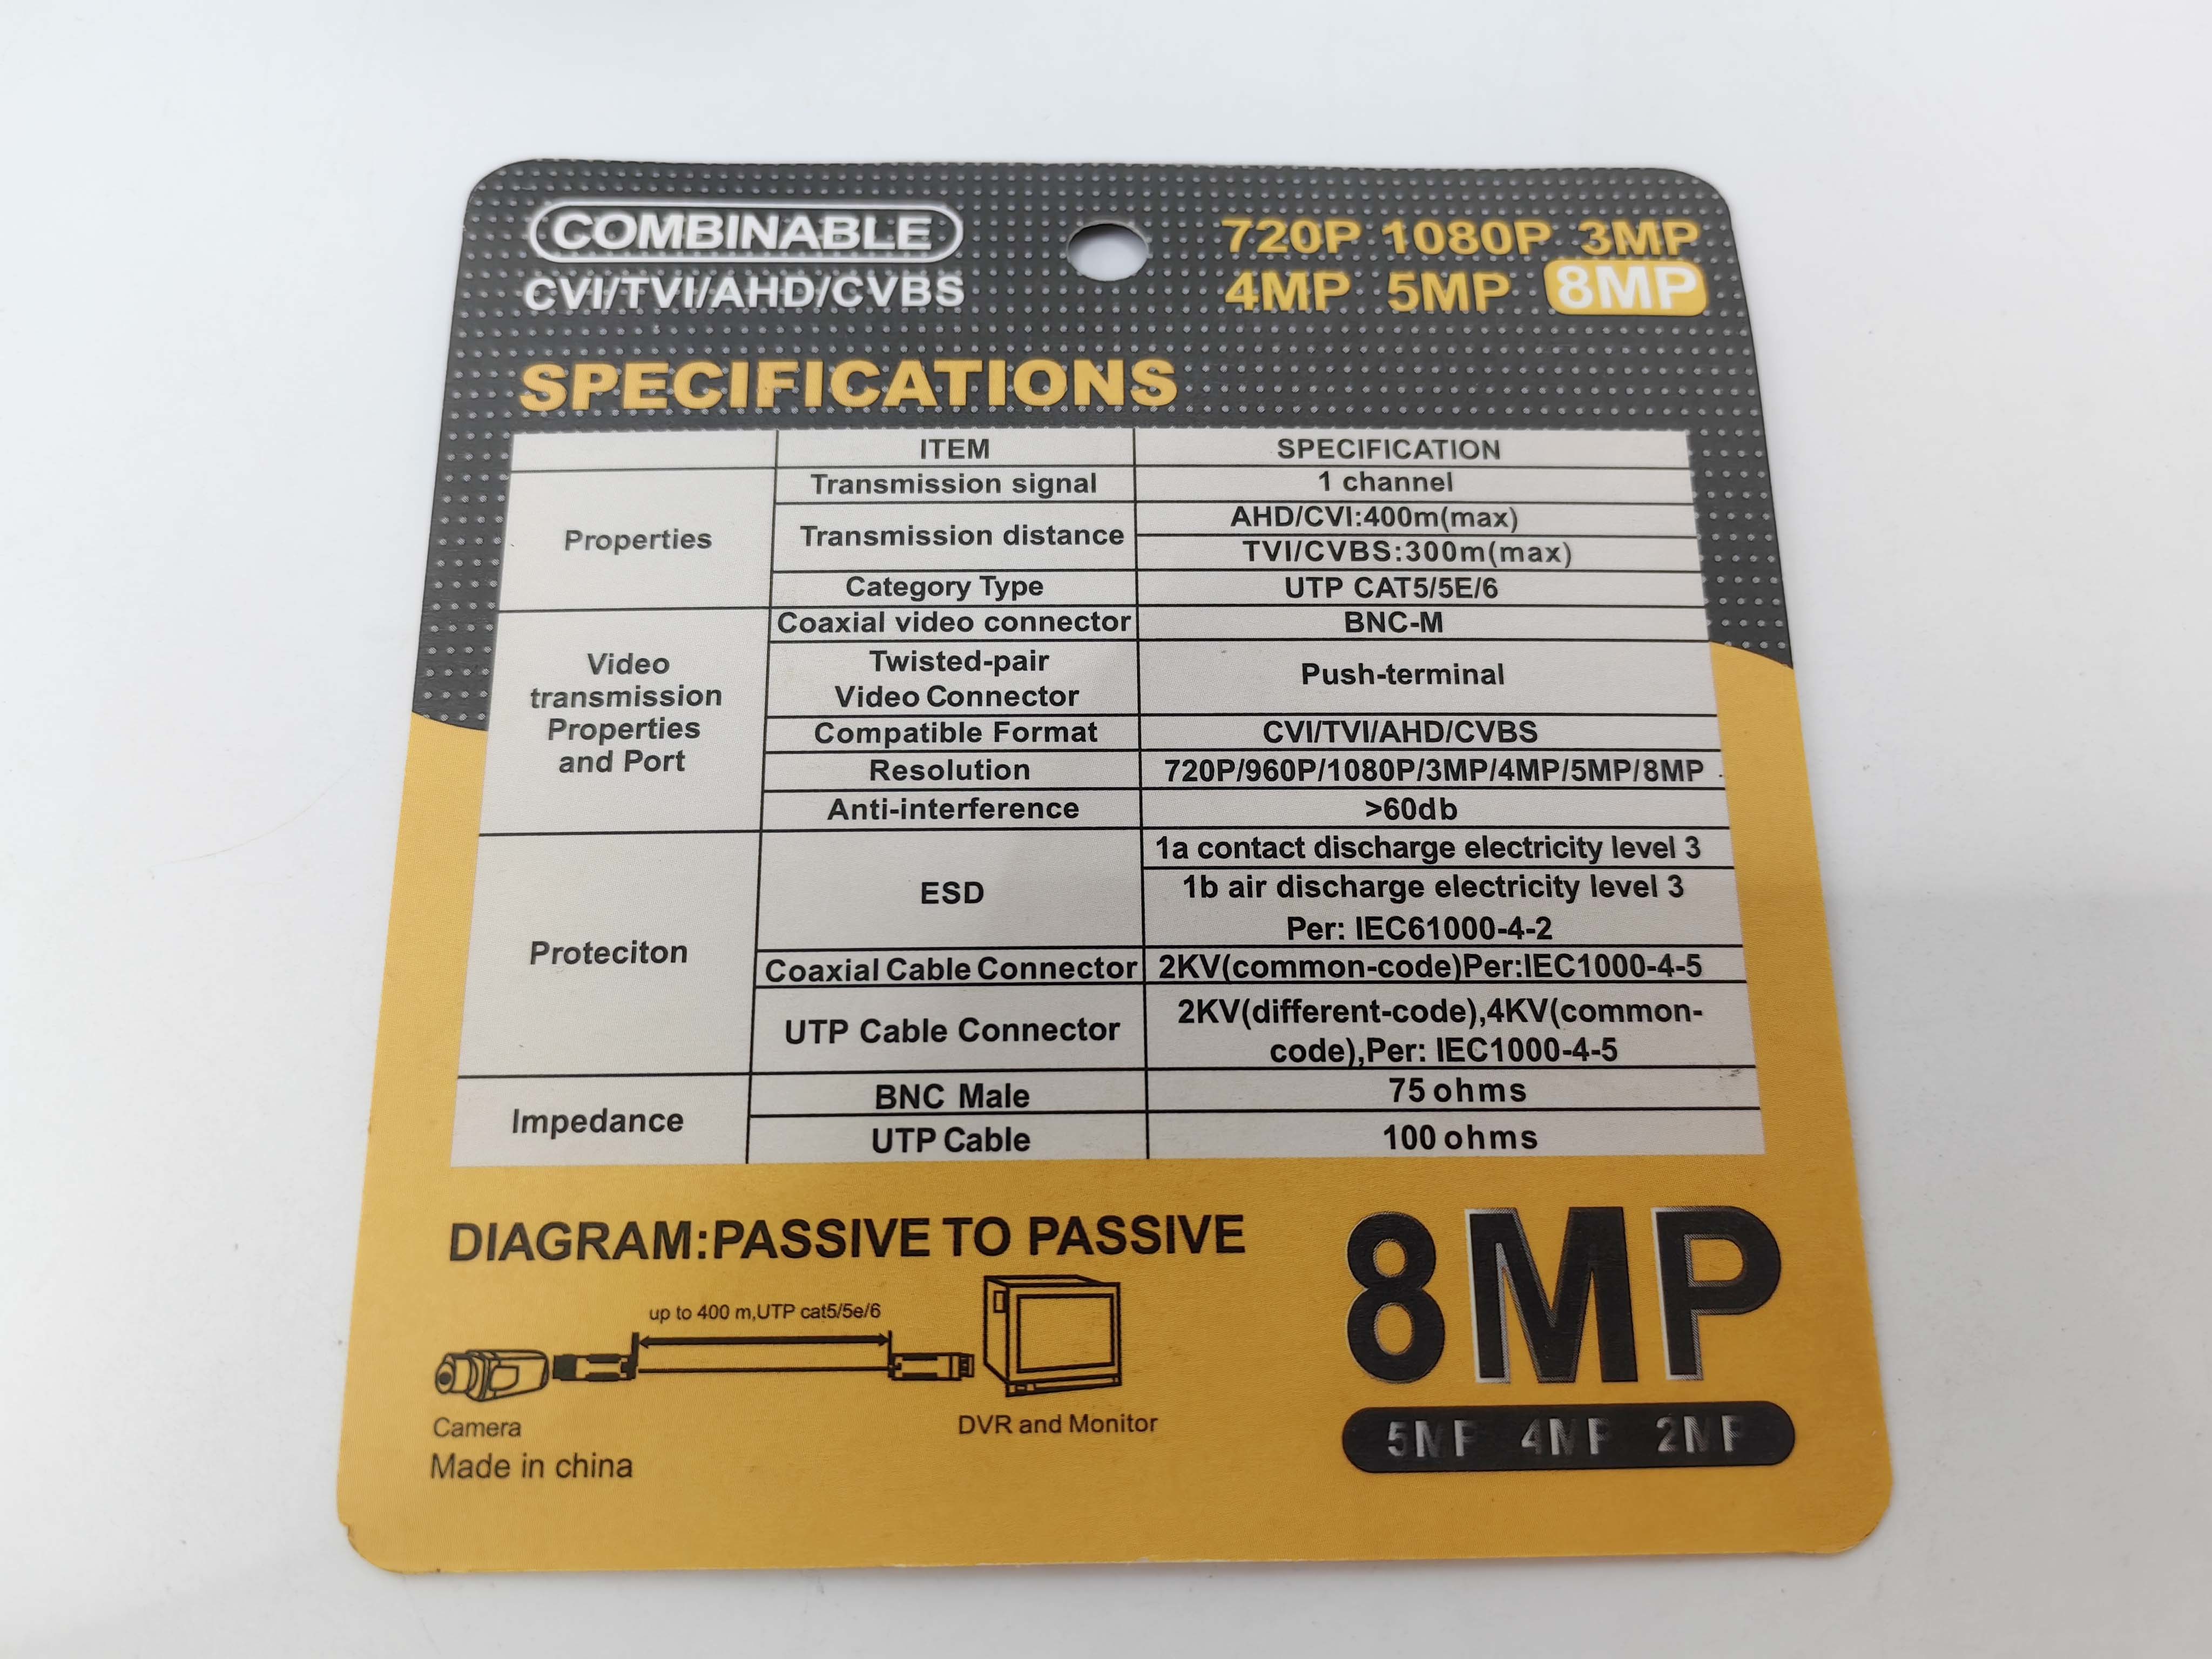 COMBINABLE
CVI/TVI/AHD/CVBS
720P 1080P 3MP
4MP 5MP 8MP
SPECIFICATIONS
ITEM SPECIFICATION
Properties
Transmission signal 1 channel
Transmission distance AHD/CVI:400m(max)
TVI/CVBS:300m(max)
Category Type UTP CAT5/5E/6
Video
transmission
Properties
and Port
Coaxial video connector BNC-M
Twisted-pair
Video Connector
Push-terminal
Compatible Format CVI/TVI/AHD/CVBS
Resolution 720P/960P/1080P/3MP/4MP/5MP/8MP
Anti-interference >60db
Proteciton
ESD
1a contact discharge electricity level 3
1b air discharge electricity level 3
Per: IEC61000-4-2
Coaxial Cable Connector 2KV(common-code)Per:IEC1000-4-5
UTP Cable Connector
2KV(different-code),4KV(common-
code),Per: IEC1000-4-5
Impedance
BNC Male 75 ohms
UTP Cable 100 ohms
DIAGRAM:PASSIVE TO PASSIVE
up to 400 m,UTP cat5/5e/6
Camera
DVR and Monitor
Made in china
8MP
5MP 4MP 2MP